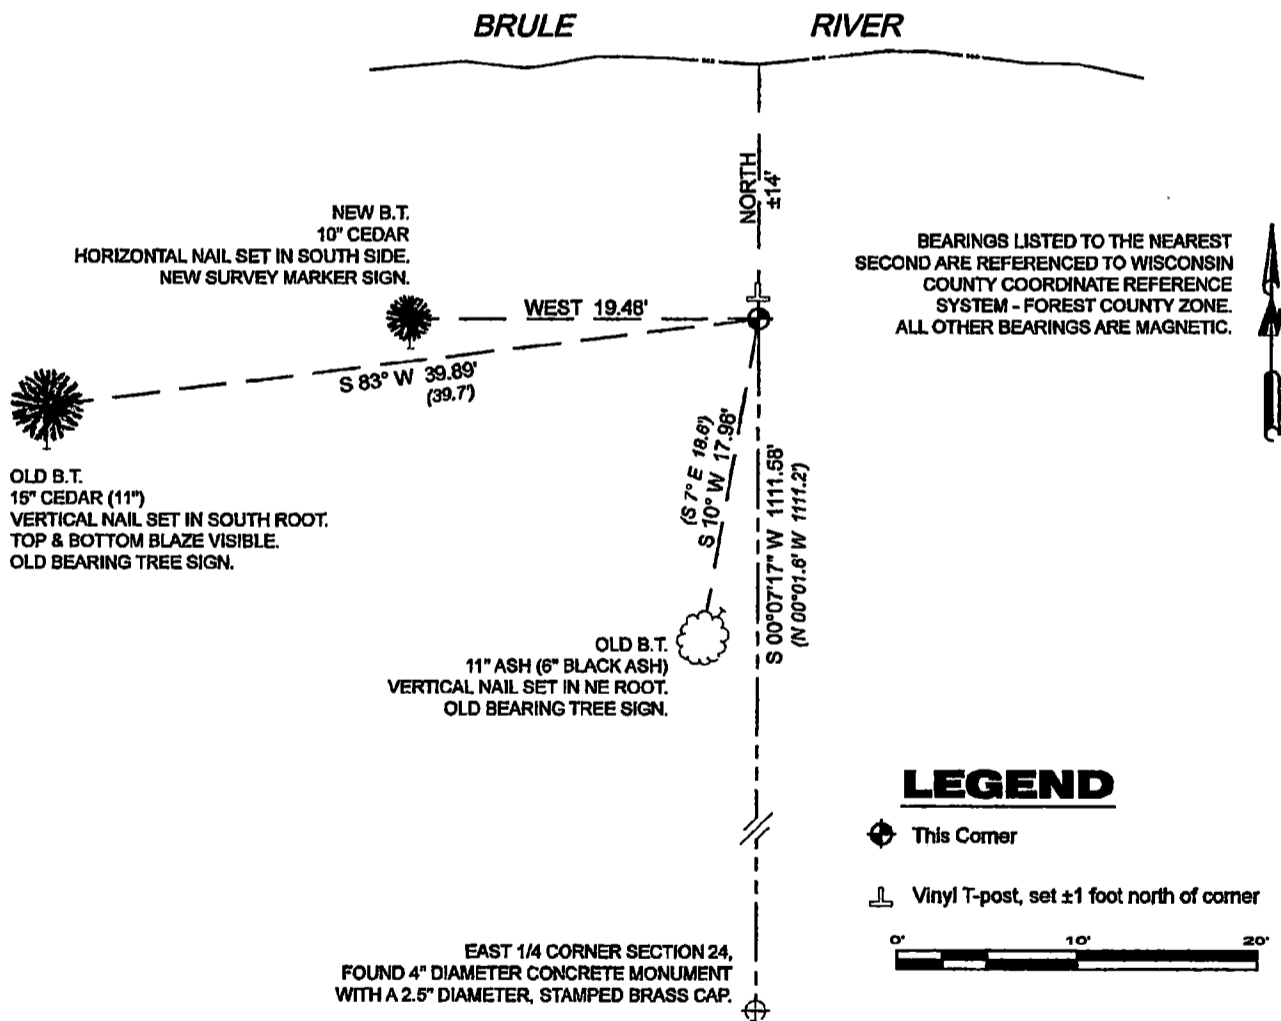 BRULE RIVER
NORTH
±14'
NEW B.T.
10" CEDAR
HORIZONTAL NAIL SET IN SOUTH SIDE.
NEW SURVEY MARKER SIGN.
BEARINGS LISTED TO THE NEAREST
SECOND ARE REFERENCED TO WISCONSIN
COUNTY COORDINATE REFERENCE
SYSTEM - FOREST COUNTY ZONE.
ALL OTHER BEARINGS ARE MAGNETIC.
WEST 19.48'
S 83° W 39.89'
(39.7')
OLD B.T.
15" CEDAR (11")
VERTICAL NAIL SET IN SOUTH ROOT.
TOP & BOTTOM BLAZE VISIBLE.
OLD BEARING TREE SIGN.
(S 7° E 18.6')
S 10° W 17.96'
S 00°07'17" W 1111.58'
(N 00°01.6' W 1111.2')
OLD B.T.
11" ASH (6" BLACK ASH)
VERTICAL NAIL SET IN NE ROOT.
OLD BEARING TREE SIGN.
LEGEND
This Corner
Vinyl T-post, set ±1 foot north of corner
0' 10' 20'
EAST 1/4 CORNER SECTION 24,
FOUND 4" DIAMETER CONCRETE MONUMENT
WITH A 2.5" DIAMETER, STAMPED BRASS CAP.